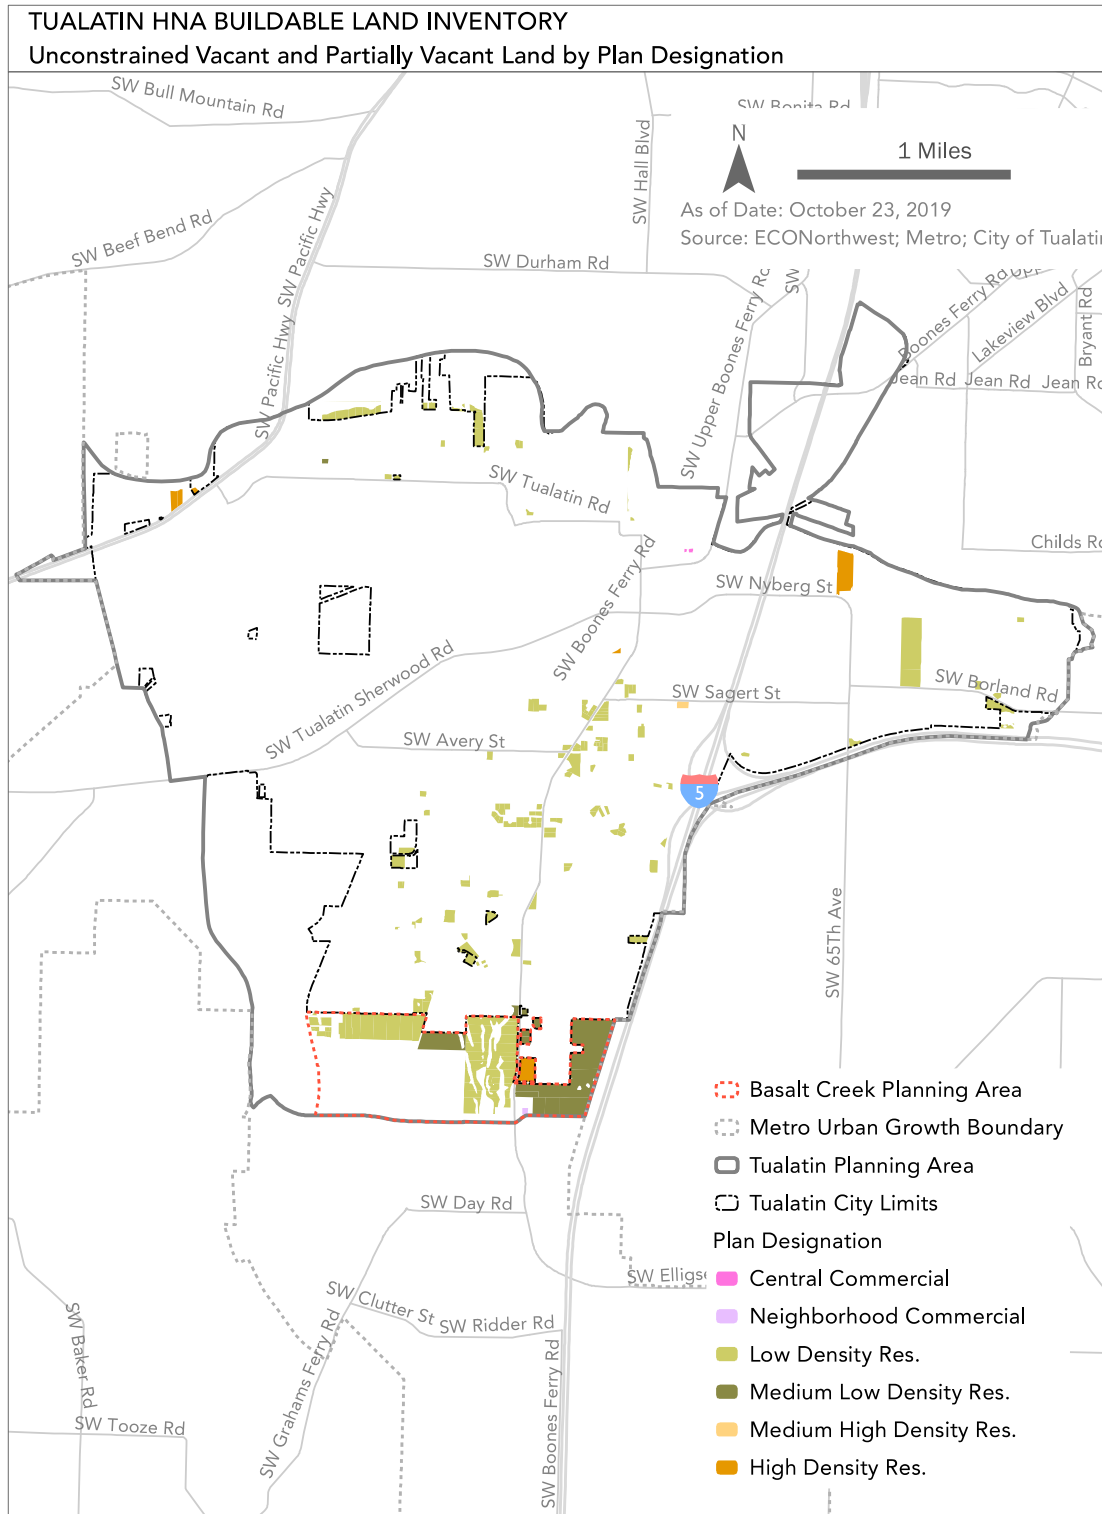 TUALATIN HNA BUILDABLE LAND INVENTORY
Unconstrained Vacant and Partially Vacant Land by Plan Designation
SW Bull Mountain Rd
SW Bonita Rd
N
1 Miles
SW Hall Blvd
As of Date: October 23, 2019
Source: ECONorthwest; Metro; City of
SW Pacific Hwy
SW Beef Bend Rd
SW Durham Rd
SW
SW Upper Boones Ferry Rd
Boones Ferry Rd
Lakeview Blvd
Bryant Rd
SW Pacific Hwy
Jean Rd
Jean Rd
Jean Rd
SW Tualatin Rd
Childs Rd
SW Boones Ferry Rd
SW Nyberg St
SW Tualatin Sherwood Rd
SW Sagert St
SW Borland Rd
SW Avery St
5
SW 65Th Ave
Basalt Creek Planning Area
Metro Urban Growth Boundary
Tualatin Planning Area
SW Day Rd
Tualatin City Limits
Plan Designation
SW
Central Commercial
SW Clutter St
SW Ridder Rd
Neighborhood Commercial
SW Baker Rd
SW Grahams Ferry Rd
SW Boones Ferry Rd
Low Density Res.
Medium Low Density Res.
SW Tooze Rd
Medium High Density Res.
High Density Res.